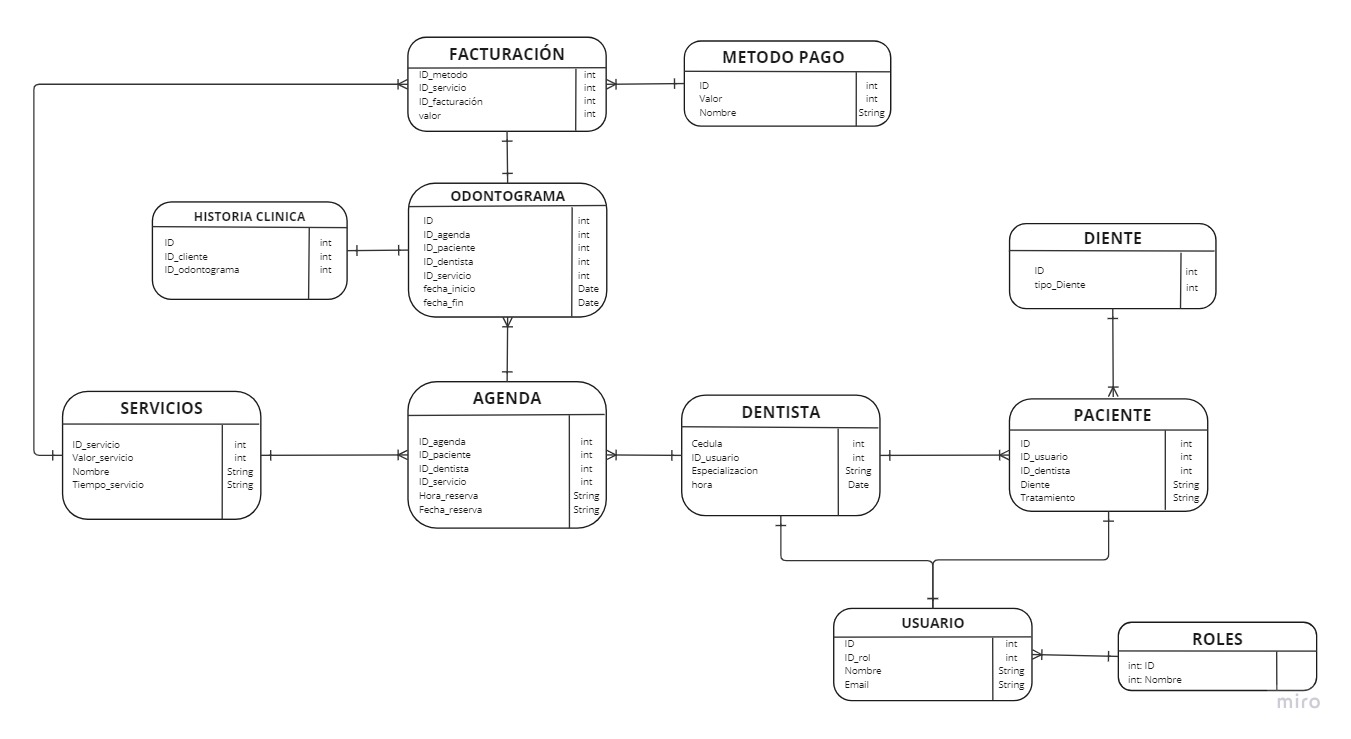 FACTURACIÓN
ID_metodo int
ID_servicio int
ID_facturación int
valor int
METODO PAGO
ID int
Valor int
Nombre String
HISTORIA CLINICA
ID int
ID_cliente int
ID_odontograma int
ODONTOGRAMA
ID int
ID_agenda int
ID_paciente int
ID_dentista int
ID_servicio int
fecha_inicio Date
fecha_fin Date
DIENTE
ID int
tipo_Diente int
SERVICIOS
ID_servicio int
Valor_servicio int
Nombre String
Tiempo_servicio String
AGENDA
ID_agenda int
ID_paciente int
ID_dentista int
ID_servicio int
Hora_reserva String
Fecha_reserva String
DENTISTA
Cedula int
ID_usuario int
Especializacion String
hora Date
PACIENTE
ID int
ID_usuario int
ID_dentista int
Diente String
Tratamiento String
USUARIO
ID int
ID_rol int
Nombre String
Email String
ROLES
int: ID
int: Nombre
miro